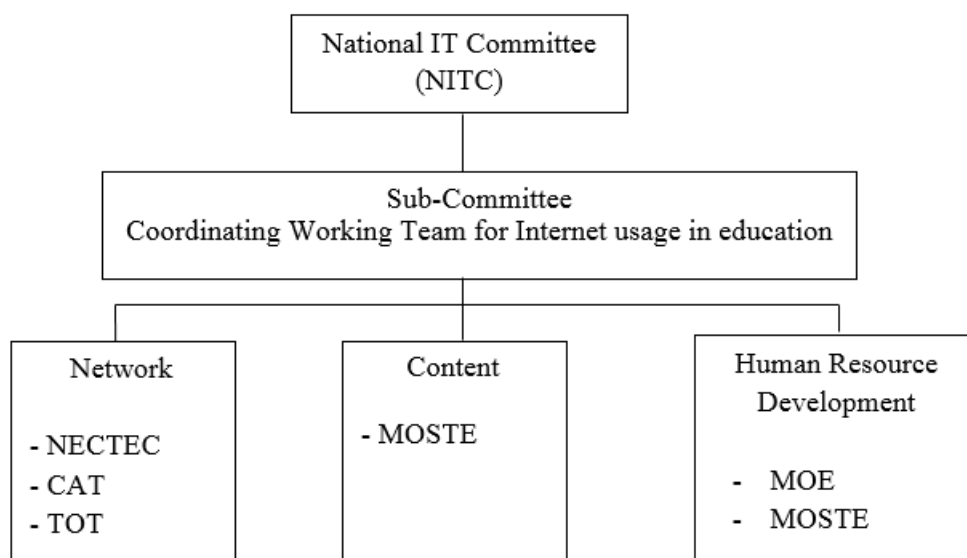 National IT Committee
(NITC)
Sub-Committee
Coordinating Working Team for Internet usage in education
Network
- NECTEC
- CAT
- TOT
Content
- MOSTE
Human Resource
Development
- MOE
- MOSTE